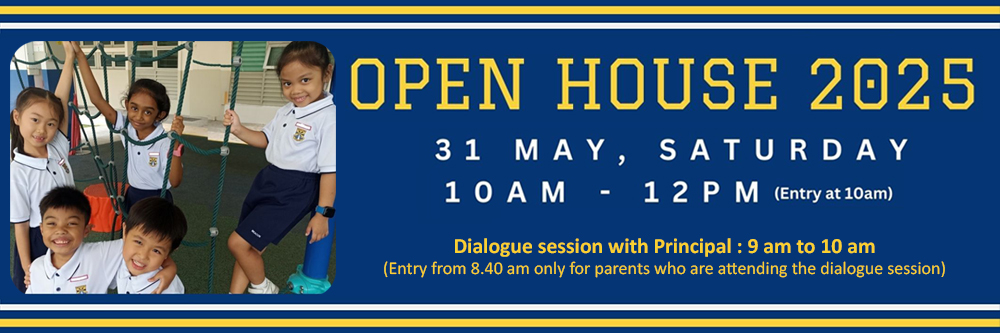 OPEN HOUSE 2025
31 MAY, SATURDAY
10AM - 12PM (Entry at 10am)
Dialogue session with Principal : 9 am to 10 am
(Entry from 8.40 am only for parents who are attending the dialogue session)